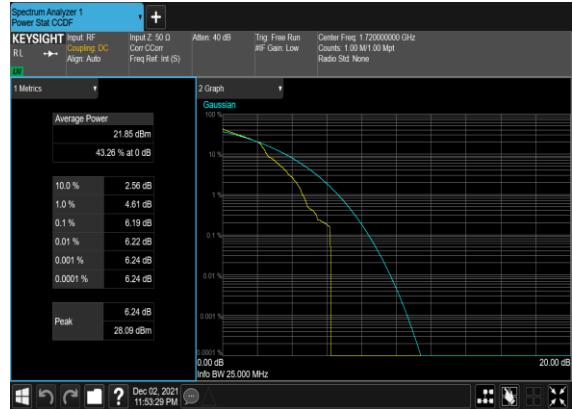 Spectrum Analyzer 1
Power Stat CCDF
+
KEYSIGHT
RL
Input: RF
Coupling: DC
Align: Auto
Input Z: 50 Ω
Corr CCorr
Freq Ref: Int (S)
Atten: 40 dB
Trig: Free Run
#IF Gain: Low
Center Freq: 1.720000000 GHz
Counts: 1.00 M/1.00 Mpt
Radio Std: None
1 Metrics
Average Power
21.85 dBm
43.26 % at 0 dB
10.0 % 2.56 dB
1.0 % 4.61 dB
0.1 % 6.19 dB
0.01 % 6.22 dB
0.001 % 6.24 dB
0.0001 % 6.24 dB
Peak
6.24 dB
28.09 dBm
2 Graph
Gaussian
100 %
10 %
1 %
0.1 %
0.01 %
0.001 %
0.0001 %
0.00 dB
20.00 dB
Info BW 25.000 MHz
?
Dec 02, 2021
11:53:29 PM